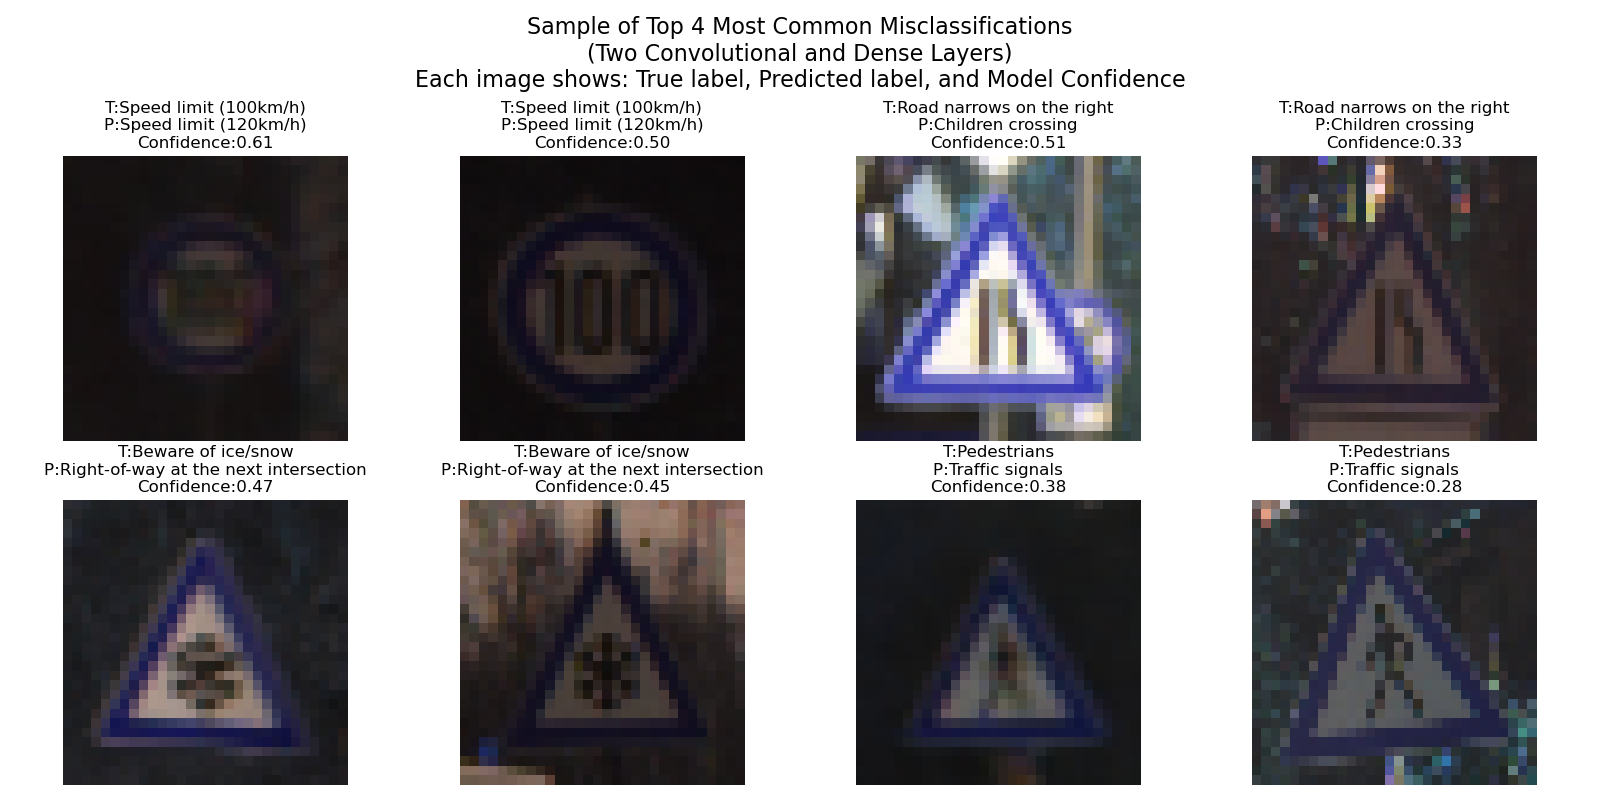 Sample of Top 4 Most Common Misclassifications
(Two Convolutional and Dense Layers)
Each image shows: True label, Predicted label, and Model Confidence
T:Speed limit (100km/h)
P:Speed limit (120km/h)
Confidence:0.61
T:Speed limit (100km/h)
P:Speed limit (120km/h)
Confidence:0.50
T:Road narrows on the right
P:Children crossing
Confidence:0.51
T:Road narrows on the right
P:Children crossing
Confidence:0.33
100
T:Beware of ice/snow
P:Right-of-way at the next intersection
Confidence:0.47
T:Beware of ice/snow
P:Right-of-way at the next intersection
Confidence:0.45
T:Pedestrians
P:Traffic signals
Confidence:0.38
T:Pedestrians
P:Traffic signals
Confidence:0.28